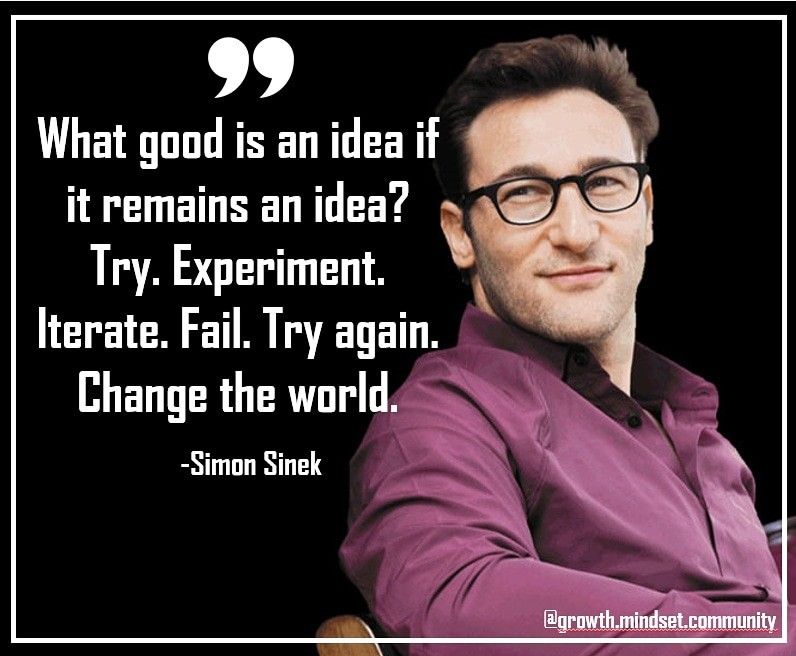 What good is an idea if
it remains an idea?
Try. Experiment.
Iterate. Fail. Try again.
Change the world.
-Simon Sinek
@growth.mindset.community